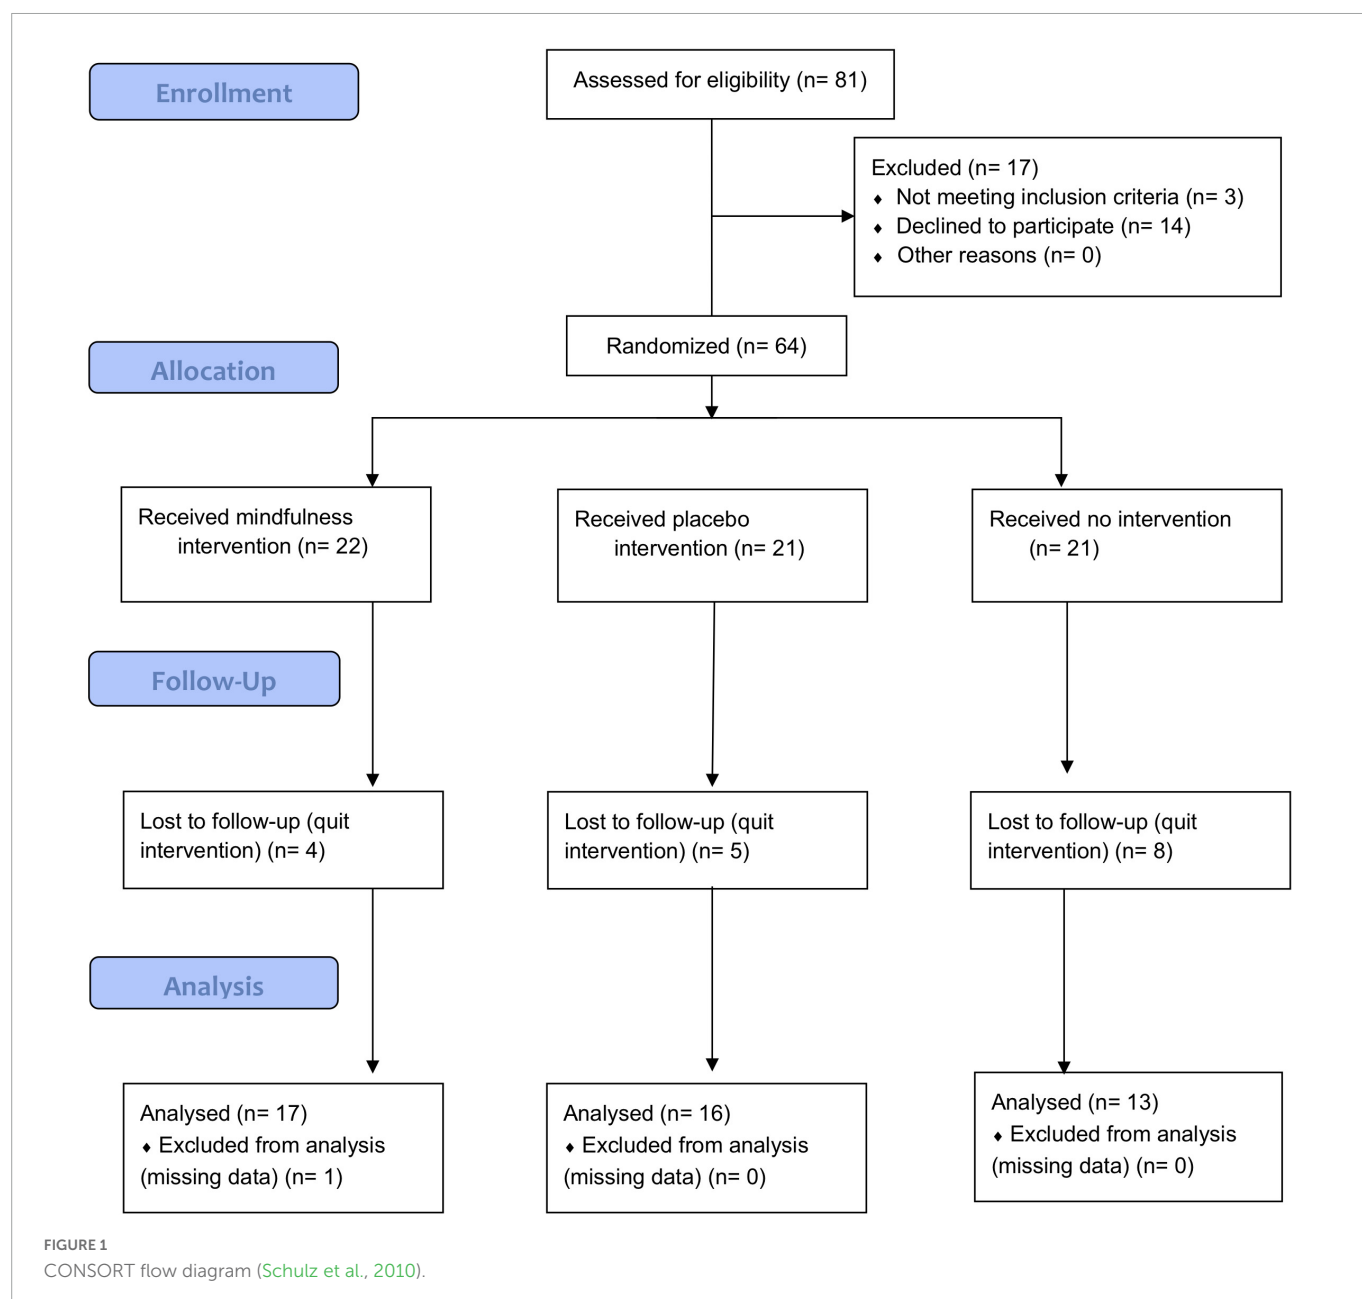 Enrollment
Assessed for eligibility (n= 81)
Excluded (n= 17)
♦ Not meeting inclusion criteria (n= 3)
♦ Declined to participate (n= 14)
♦ Other reasons (n= 0)
Randomized (n= 64)
Allocation
Received mindfulness
intervention (n= 22)
Received placebo
intervention (n= 21)
Received no intervention
(n= 21)
Follow-Up
Lost to follow-up (quit
intervention) (n= 4)
Lost to follow-up (quit
intervention) (n= 5)
Lost to follow-up (quit
intervention) (n= 8)
Analysis
Analysed (n= 17)
♦ Excluded from analysis
(missing data) (n= 1)
Analysed (n= 16)
♦ Excluded from analysis
(missing data) (n= 0)
Analysed (n= 13)
♦ Excluded from analysis
(missing data) (n= 0)
FIGURE 1
CONSORT flow diagram (Schulz et al., 2010).